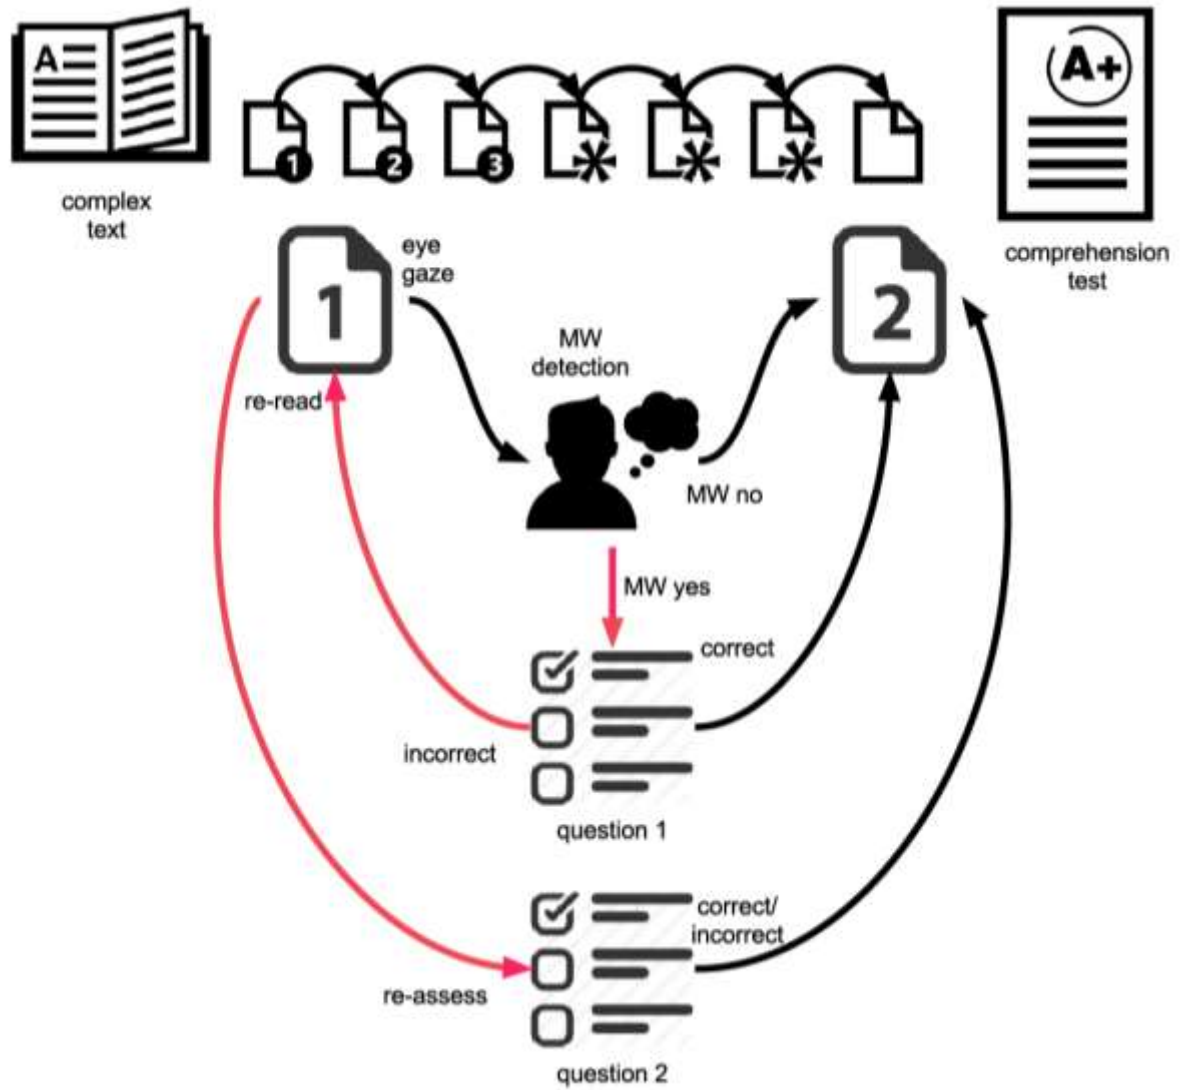 A
A+
1
2
3
complex
text
comprehension
test
1
eye
gaze
2
MW
detection
re-read
MW no
MW yes
correct
incorrect
question 1
correct/
incorrect
re-assess
question 2